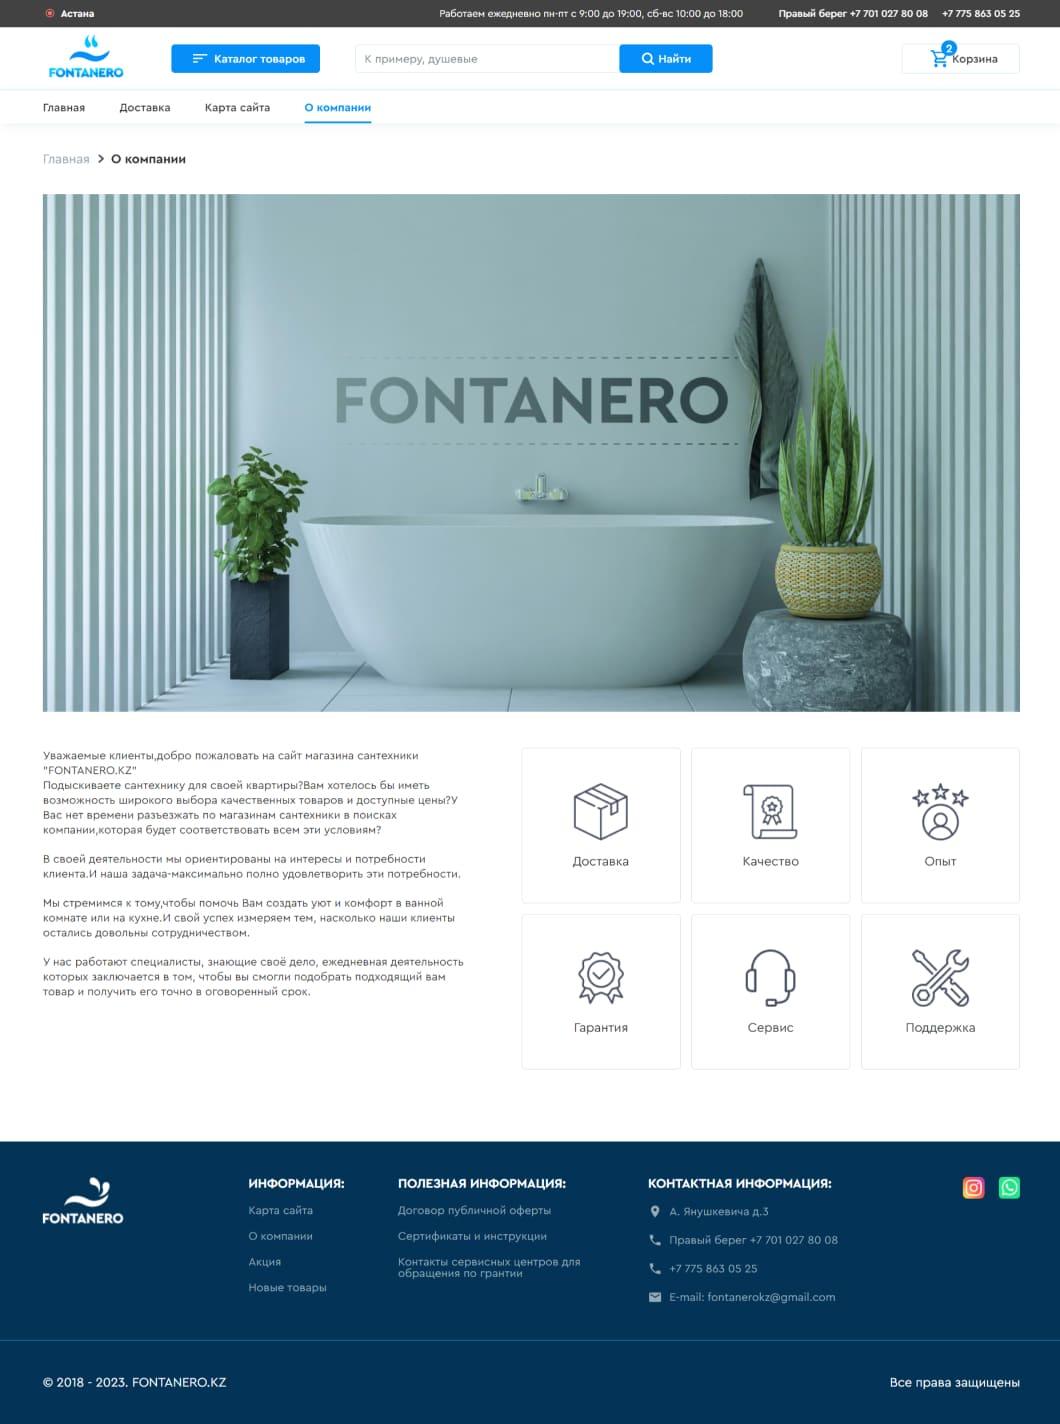 Астана
Работаем ежедневно пн-пт с 9:00 до 19:00, сб-вс 10:00 до 18:00
Правый берег +7 701 027 80 08
+7 775 863 05 25
FONTANERO
Каталог товаров
К примеру, душевые
Найти
2
Корзина
Главная
Доставка
Карта сайта
О компании
Главная > О компании
FONTANERO
Уважаемые клиенты,добро пожаловать на сайт магазина сантехники
"FONTANERO.KZ"
Подыскиваете сантехнику для своей квартиры?Вам хотелось бы иметь
возможность широкого выбора качественных товаров и доступные цены?У
Вас нет времени разъезжать по магазинам сантехники в поисках
компании,которая будет соответствовать всем эти условиям?
В своей деятельности мы ориентированы на интересы и потребности
клиента.И наша задача-максимально полно удовлетворить эти потребности.
Мы стремимся к тому,чтобы помочь Вам создать уют и комфорт в ванной
комнате или на кухне.И свой успех измеряем тем, насколько наши клиенты
остались довольны сотрудничеством.
У нас работают специалисты, знающие своё дело, ежедневная деятельность
которых заключается в том, чтобы вы смогли подобрать подходящий вам
товар и получить его точно в оговоренный срок.
Доставка
Качество
Опыт
Гарантия
Сервис
Поддержка
FONTANERO
ИНФОРМАЦИЯ:
Карта сайта
О компании
Акция
Новые товары
ПОЛЕЗНАЯ ИНФОРМАЦИЯ:
Договор публичной оферты
Сертификаты и инструкции
Контакты сервисных центров для
обращения по грантии
КОНТАКТНАЯ ИНФОРМАЦИЯ:
А. Янушкевича д.3
Правый берег +7 701 027 80 08
+7 775 863 05 25
E-mail: fontanerokz@gmail.com
© 2018 - 2023. FONTANERO.KZ
Все права защищены